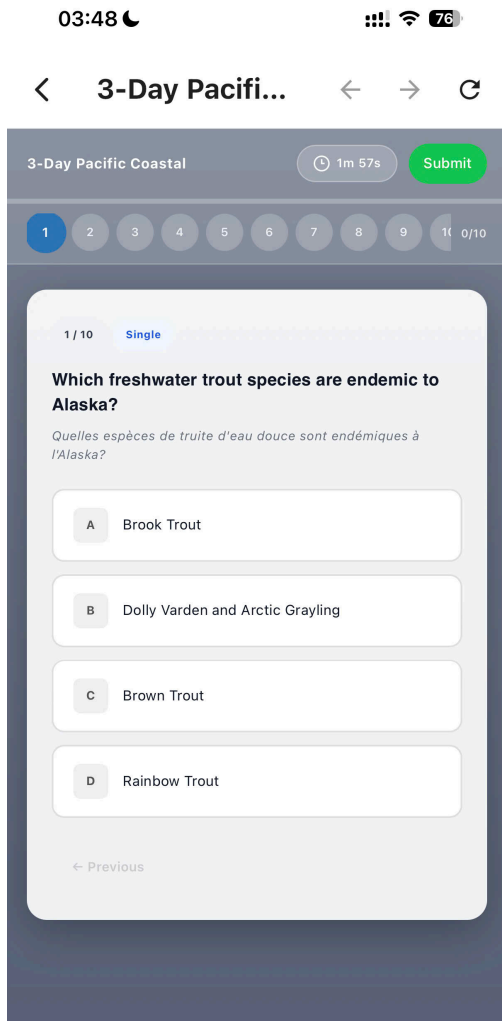 03:48
76
3-Day Pacifi...
3-Day Pacific Coastal
1m 57s
Submit
1 2 3 4 5 6 7 8 9 10 0/10
1 / 10 Single
Which freshwater trout species are endemic to
Alaska?
Quelles espèces de truite d'eau douce sont endémiques à
l'Alaska?
A Brook Trout
B Dolly Varden and Arctic Grayling
C Brown Trout
D Rainbow Trout
← Previous